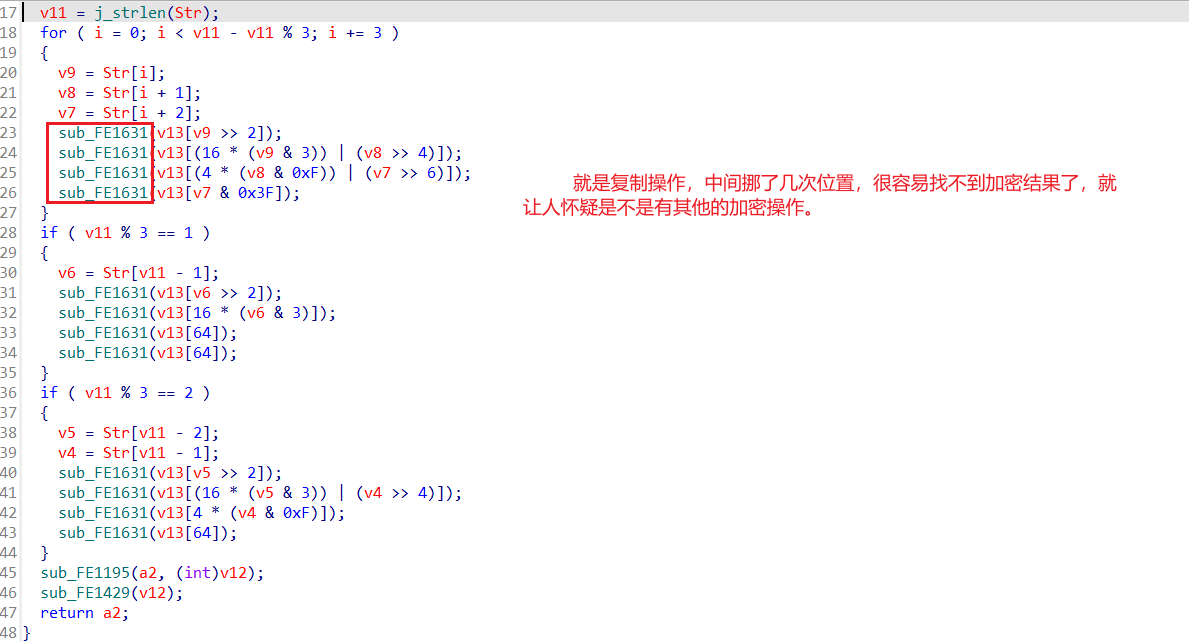 17 v11 = j_strlen(Str);
18 for ( i = 0; i < v11 - v11 % 3; i += 3 )
19 {
20 v9 = Str[i];
21 v8 = Str[i + 1];
22 v7 = Str[i + 2];
23 sub_FE1631(v13[v9 >> 2]);
24 sub_FE1631(v13[(16 * (v9 & 3)) | (v8 >> 4)]);
25 sub_FE1631(v13[(4 * (v8 & 0xF)) | (v7 >> 6)]);
26 sub_FE1631(v13[v7 & 0x3F]);
就是复制操作，中间挪了几次位置，很容易找不到加密结果了，就
让人怀疑是不是有其他的加密操作。
27 }
28 if ( v11 % 3 == 1 )
29 {
30 v6 = Str[v11 - 1];
31 sub_FE1631(v13[v6 >> 2]);
32 sub_FE1631(v13[16 * (v6 & 3)]);
33 sub_FE1631(v13[64]);
34 sub_FE1631(v13[64]);
35 }
36 if ( v11 % 3 == 2 )
37 {
38 v5 = Str[v11 - 2];
39 v4 = Str[v11 - 1];
40 sub_FE1631(v13[v5 >> 2]);
41 sub_FE1631(v13[(16 * (v5 & 3)) | (v4 >> 4)]);
42 sub_FE1631(v13[4 * (v4 & 0xF)]);
43 sub_FE1631(v13[64]);
44 }
45 sub_FE1195(a2, (int)v12);
46 sub_FE1429(v12);
47 return a2;
48 }